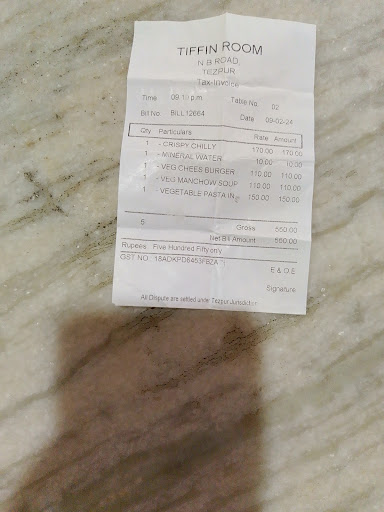 TIFFIN ROOM
N B ROAD,
TEZPUR
Tax-Invoice
Time 09:1 p.m. Table No. 02
Bill No: BILL12664 Date 09-02-24
Qty Particulars Rate Amount
1 - CRISPY CHILLY 170.00 170.00
1 - MINERAL WATER 10.00 10.00
1 - VEG CHEES BURGER 110.00 110.00
1 - VEG MANCHOW SOUP 110.00 110.00
1 - VEGETABLE PASTA IN 150.00 150.00
5 Gross 550.00
Net Bill Amount 550.00
Rupees Five Hundred Fifty only
GST NO.
E & O E
Signature
All Dispute are settled under Tezpur Jurisdiction